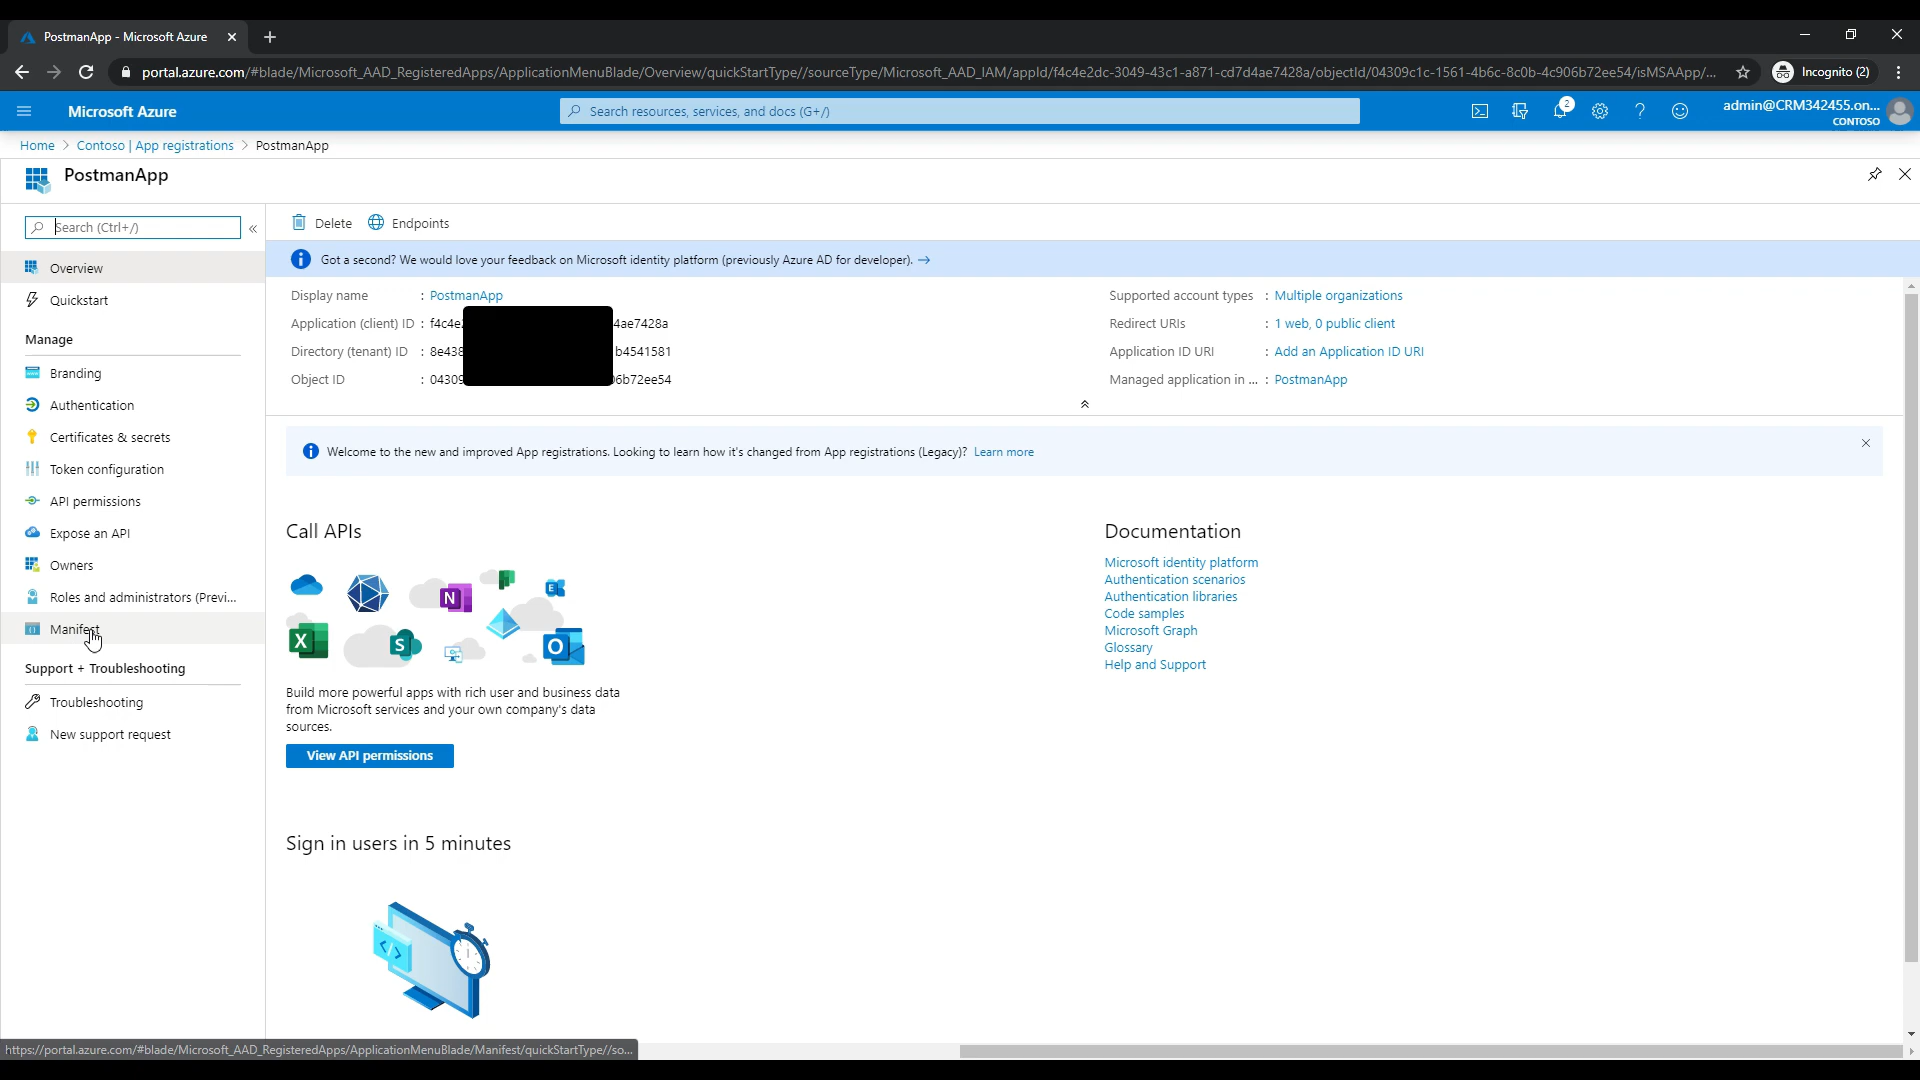 PostmanApp - Microsoft Azure
portal.azure.com/#blade/Microsoft_AAD_RegisteredApps/ApplicationMenuBlade/Overview/quickStartType//sourceType/Microsoft_AAD_IAM/appId/f4c4e2dc-3049-43c1-a871-cd7d4ae7428a/objectId/04309c1c-1561-4b6c-8c0b-4c906b72ee54/isMSAApp/...
Incognito (2)
Microsoft Azure
Search resources, services, and docs (G+/)
2
admin@CRM342455.on...
CONTOSO
Home > Contoso | App registrations > PostmanApp
PostmanApp
Search (Ctrl+/)
«
Overview
Quickstart
Manage
Branding
Authentication
Certificates & secrets
Token configuration
API permissions
Expose an API
Owners
Roles and administrators (Previ...
Manifest
Support + Troubleshooting
Troubleshooting
New support request
Delete
Endpoints
Got a second? We would love your feedback on Microsoft identity platform (previously Azure AD for developer). →
Display name : PostmanApp
Application (client) ID : f4c4e 4ae7428a
Directory (tenant) ID : 8e438 b4541581
Object ID : 04309 6b72ee54
Supported account types : Multiple organizations
Redirect URIs : 1 web, 0 public client
Application ID URI : Add an Application ID URI
Managed application in ... : PostmanApp
Welcome to the new and improved App registrations. Looking to learn how it's changed from App registrations (Legacy)? Learn more
Call APIs
N
E
X
S
O
Build more powerful apps with rich user and business data
from Microsoft services and your own company's data
sources.
View API permissions
Documentation
Microsoft identity platform
Authentication scenarios
Authentication libraries
Code samples
Microsoft Graph
Glossary
Help and Support
Sign in users in 5 minutes
https://portal.azure.com/#blade/Microsoft_AAD_RegisteredApps/ApplicationMenuBlade/Manifest/quickStartType//so...